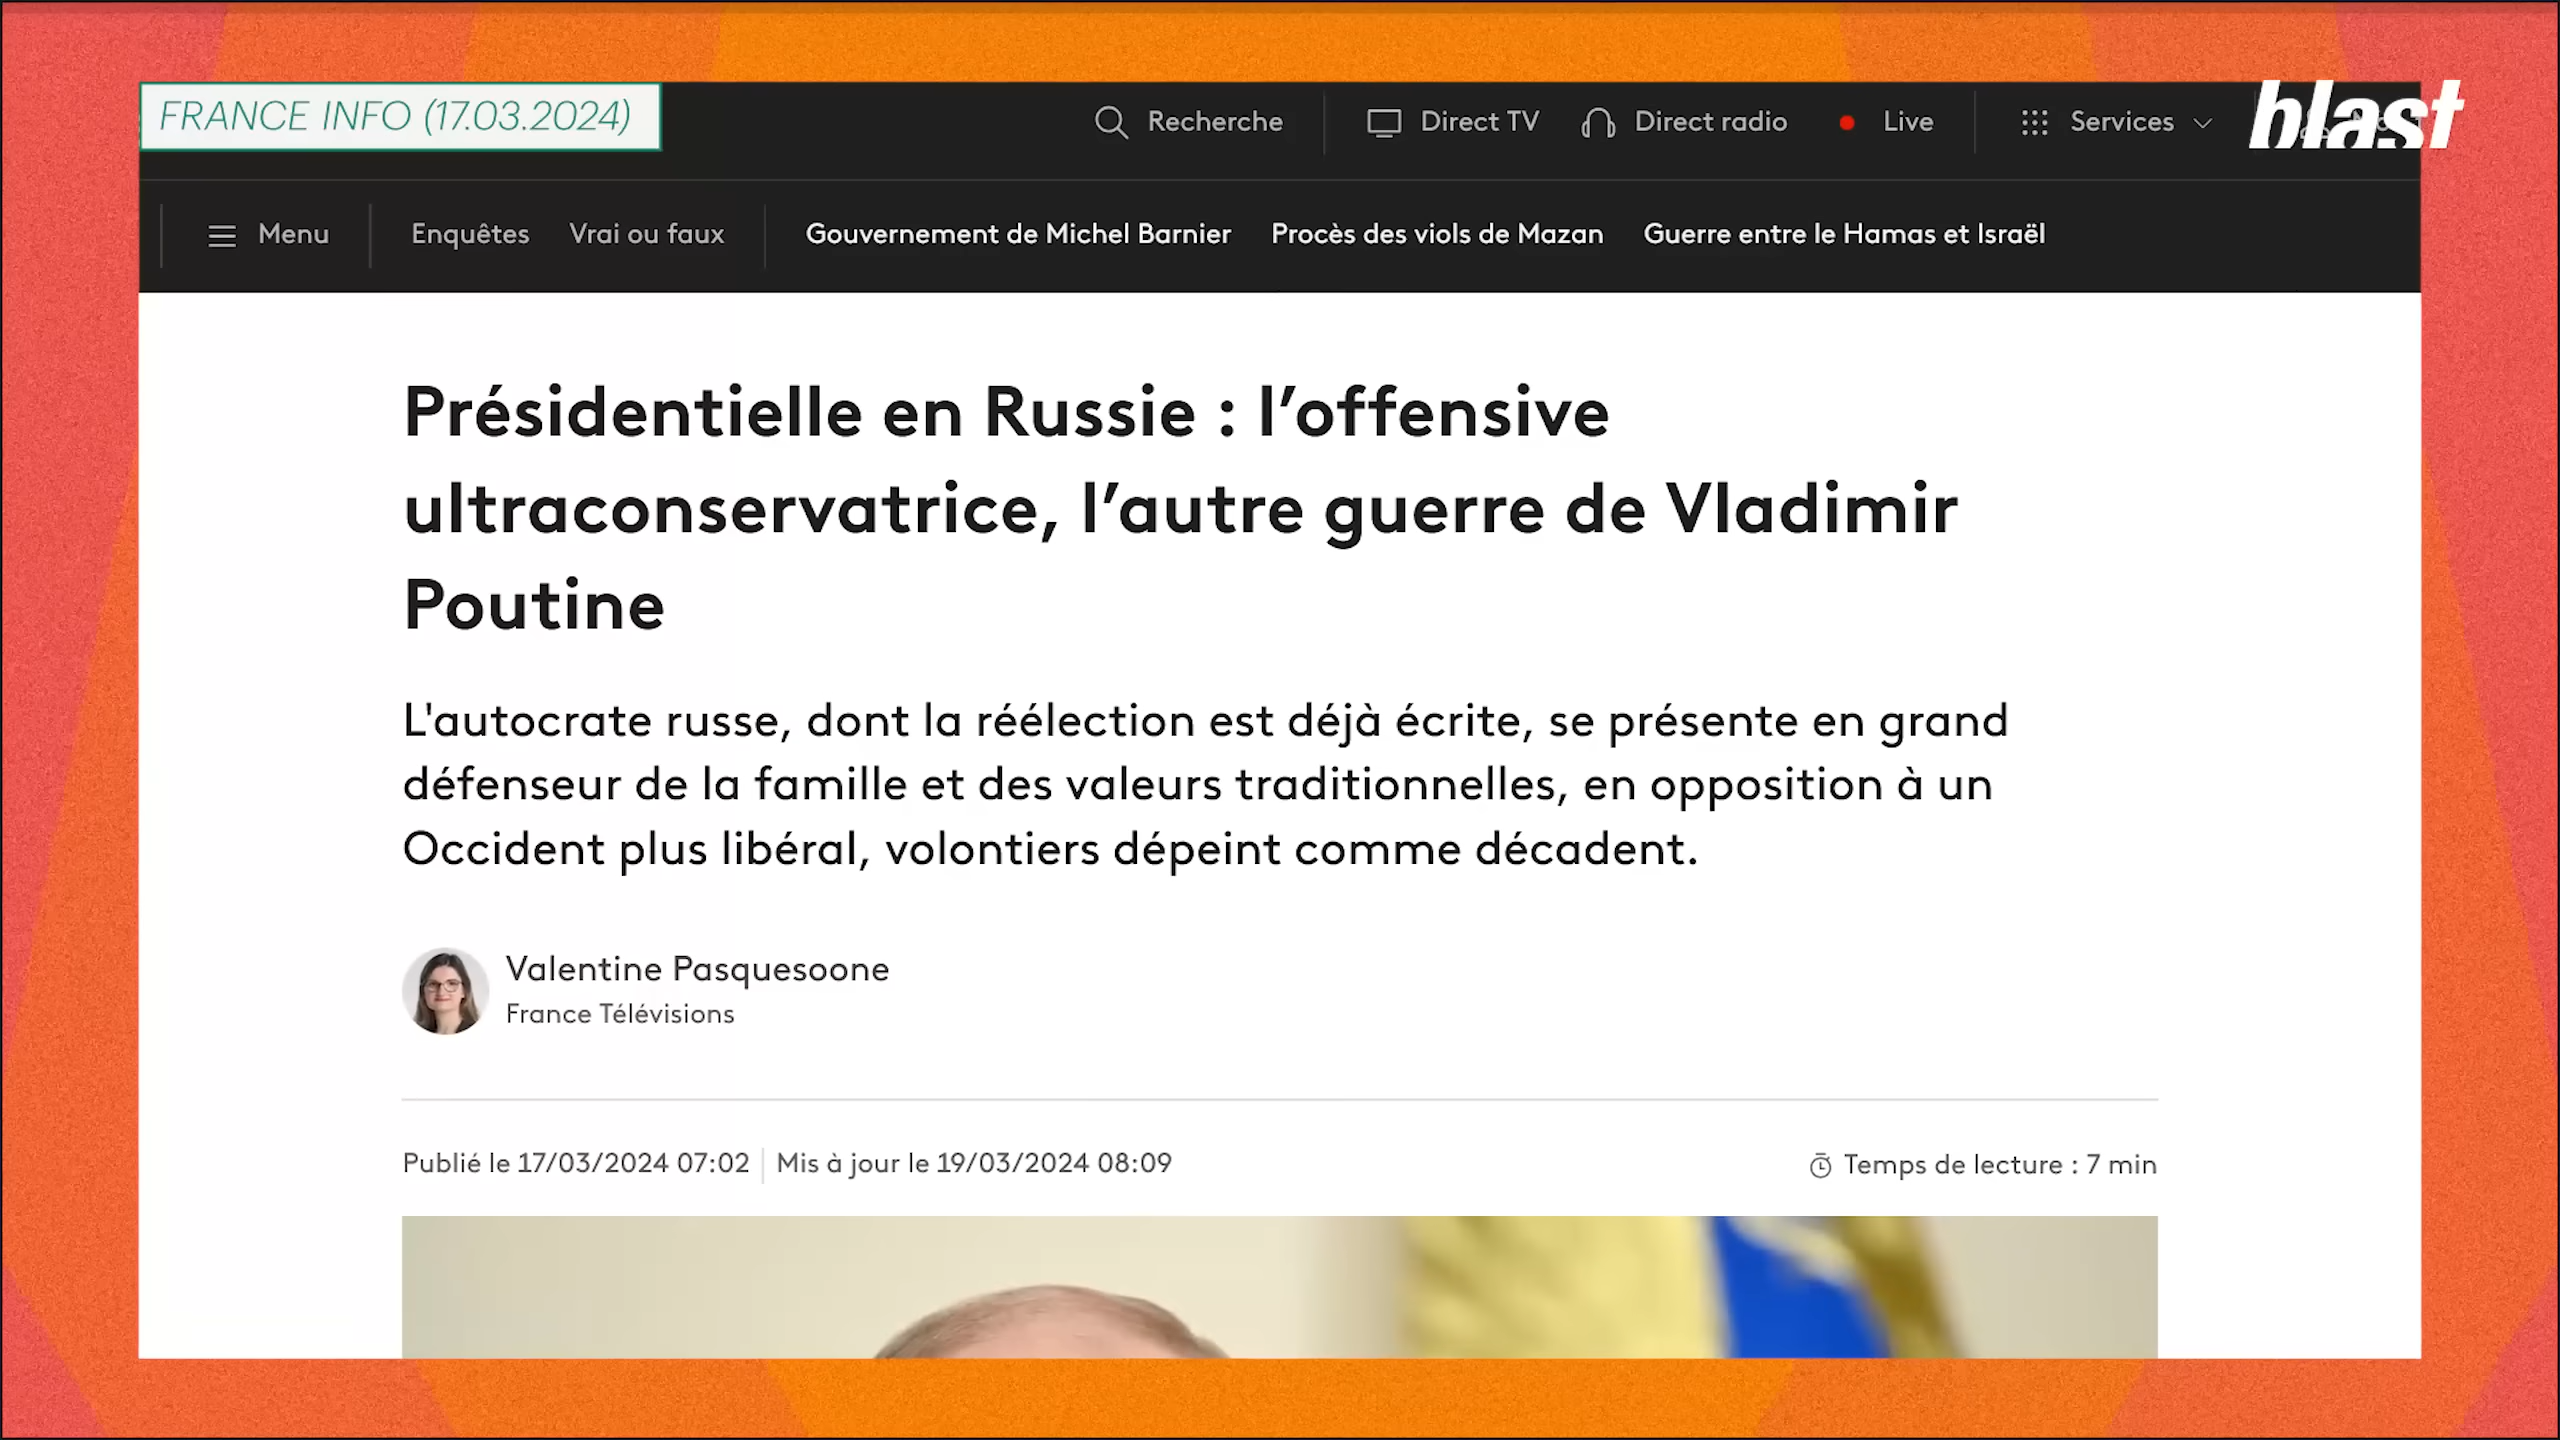 FRANCE INFO (17.03.2024)
Recherche
Direct TV
Direct radio
Live
Services
blast
Menu
Enquêtes
Vrai ou faux
Gouvernement de Michel Barnier
Procès des viols de Mazan
Guerre entre le Hamas et Israël
Présidentielle en Russie : l’offensive
ultraconservatrice, l’autre guerre de Vladimir
Poutine
L'autocrate russe, dont la réélection est déjà écrite, se présente en grand
défenseur de la famille et des valeurs traditionnelles, en opposition à un
Occident plus libéral, volontiers dépeint comme décadent.
Valentine Pasquesoone
France Télévisions
Publié le 17/03/2024 07:02
Mis à jour le 19/03/2024 08:09
Temps de lecture : 7 min